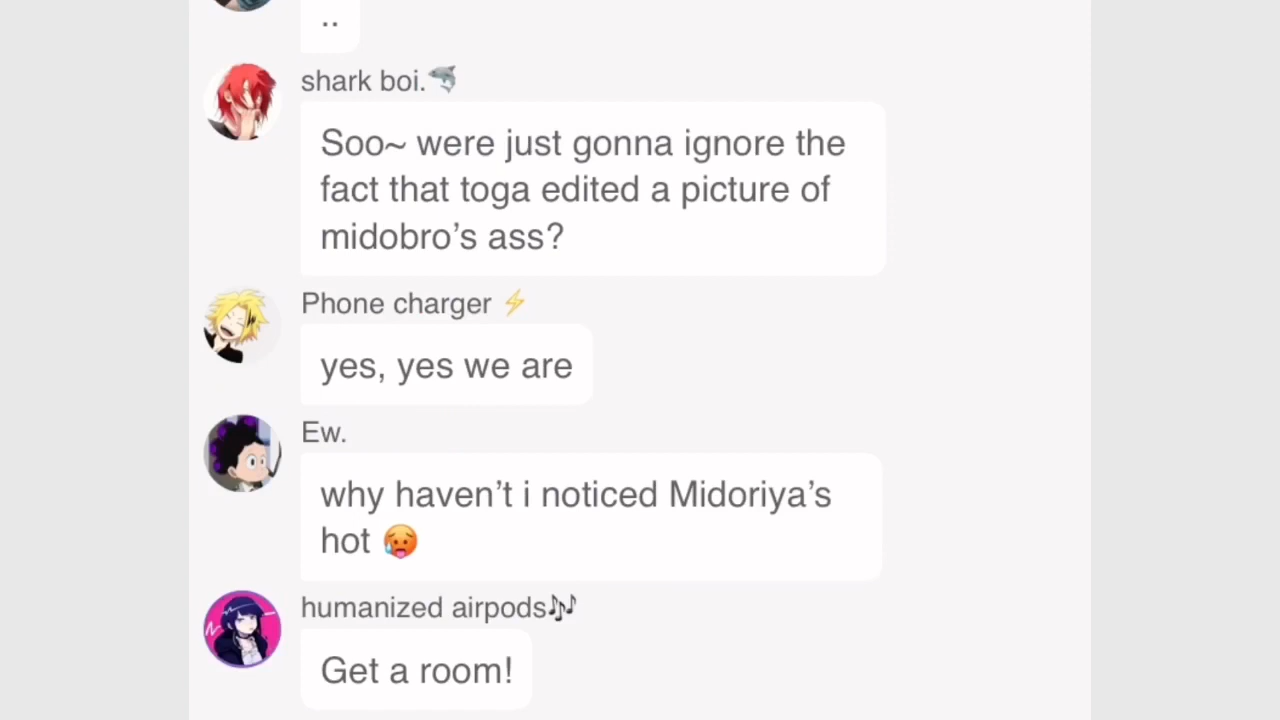 ..
shark boi.🦈
Soo~ were just gonna ignore the
fact that toga edited a picture of
midobro’s ass?
Phone charger ⚡
yes, yes we are
Ew.
why haven’t i noticed Midoriya’s
hot 🥵
humanized airpods🎶
Get a room!